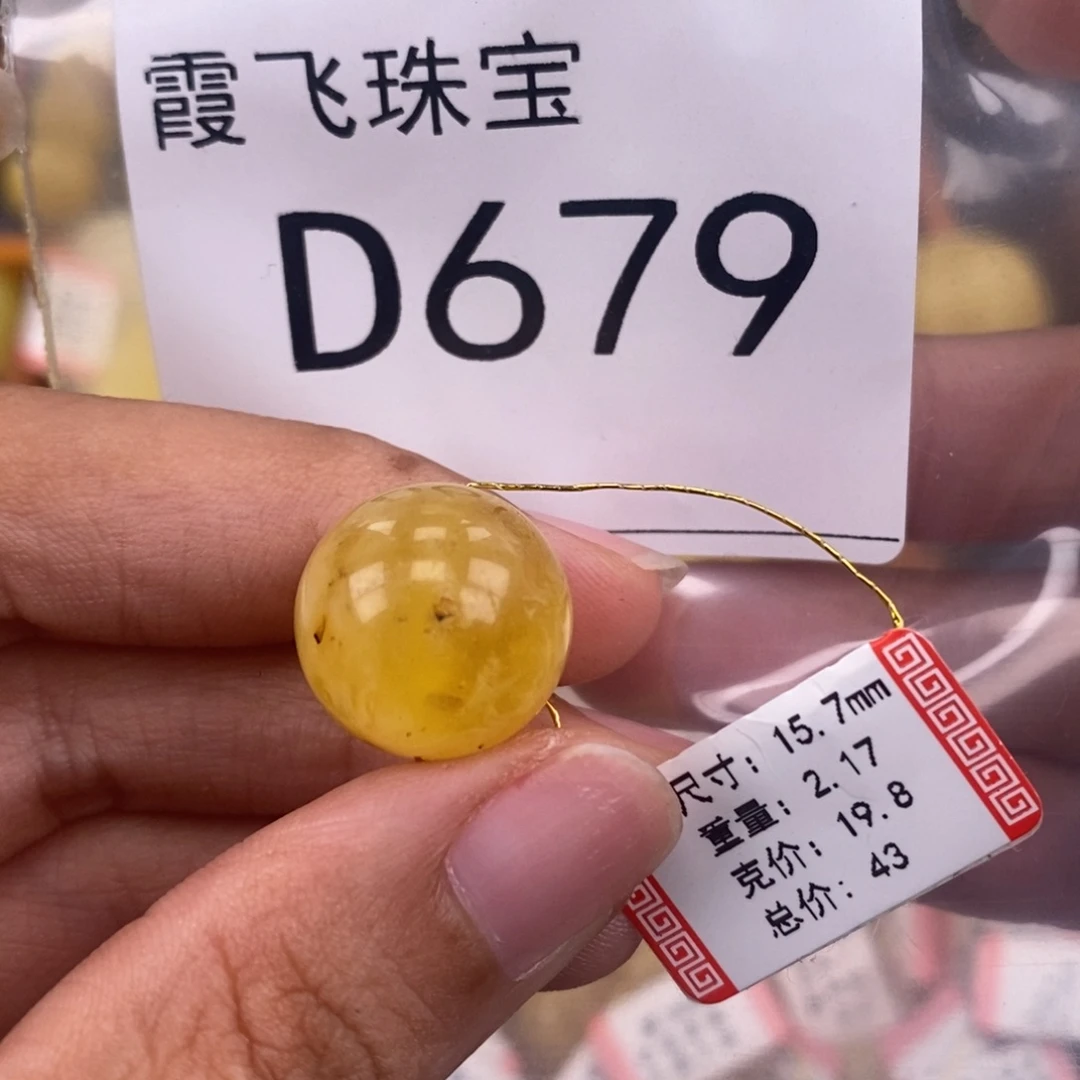 霞飞珠宝
D679
尺寸: 15.7mm
重量: 2.17
克价: 19.8
总价: 43